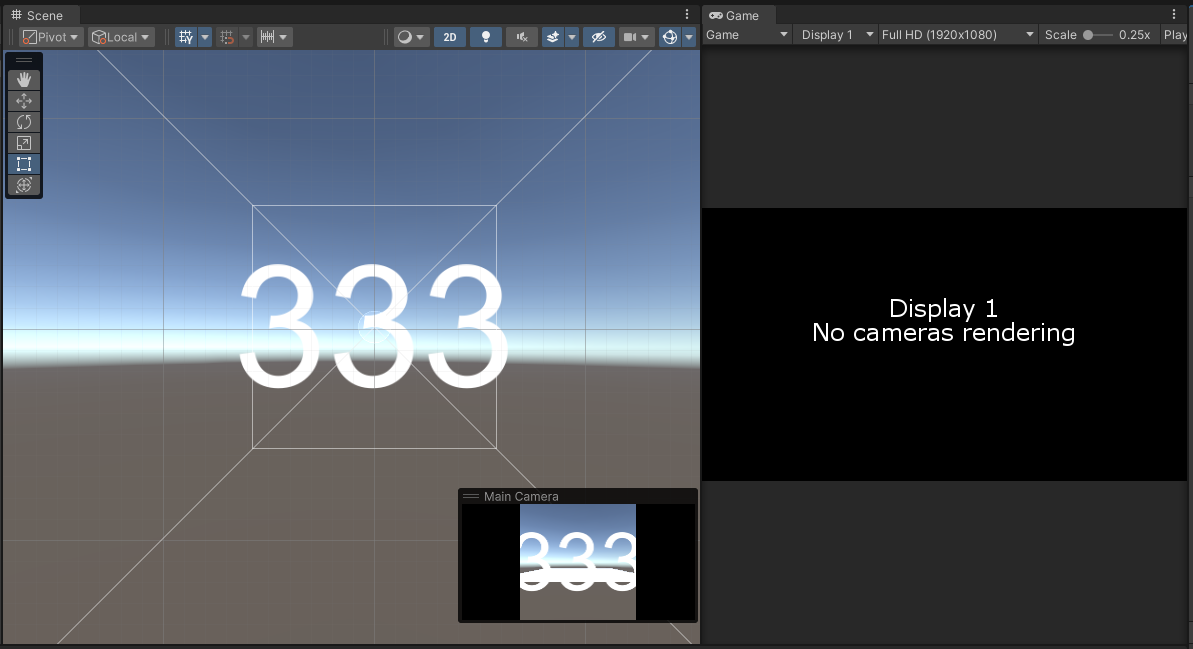 Scene
Game
Pivot
Local
2D
Game
Display 1
Full HD (1920x1080)
Scale
0.25x
Play
333
Display 1
No cameras rendering
Main Camera
333